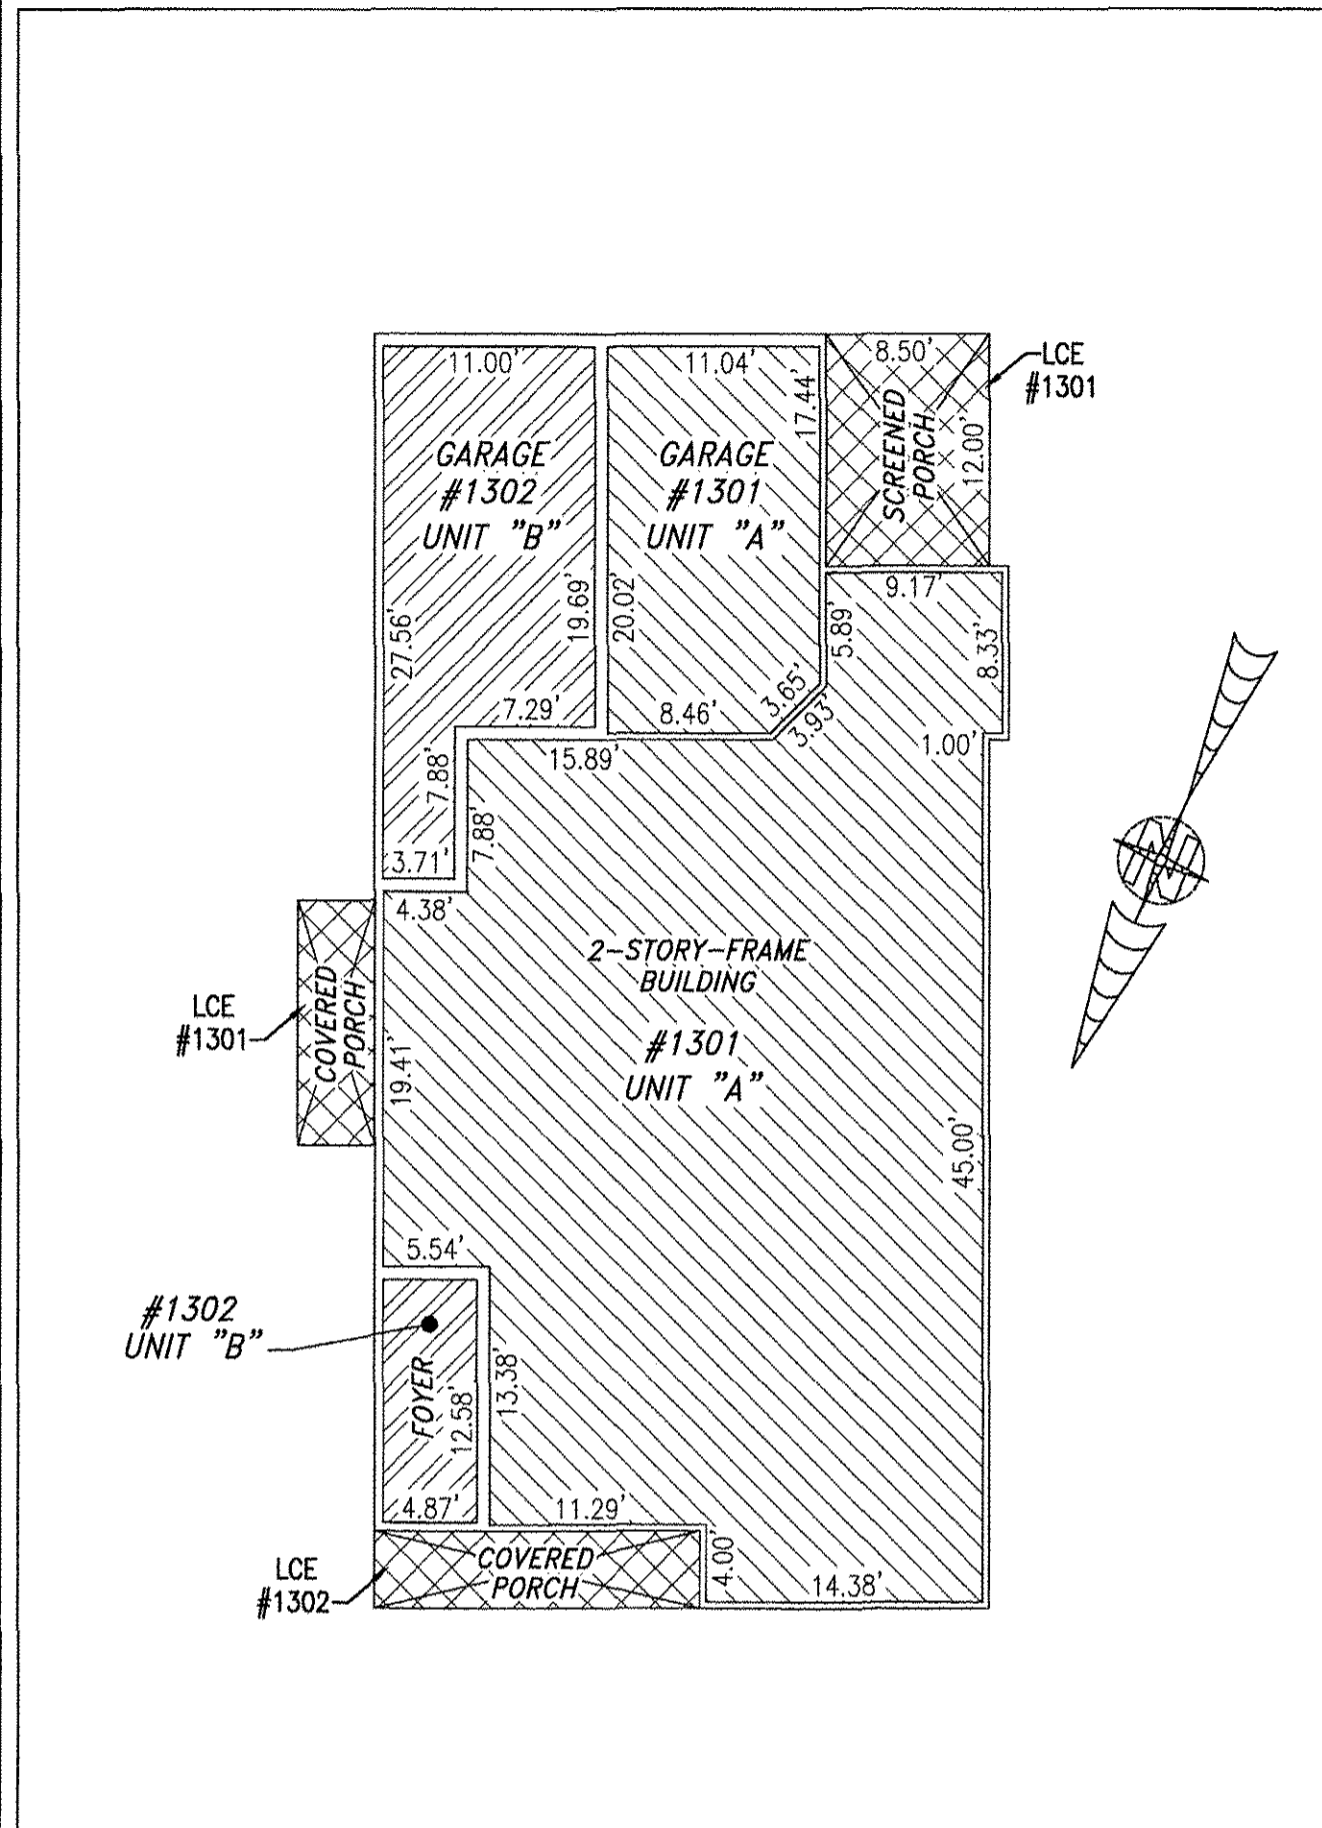 11.00'
11.04'
8.50'
LCE
#1301
GARAGE
#1302
UNIT "B"
GARAGE
#1301
UNIT "A"
17.44'
SCREENED
PORCH
12.00'
27.56'
19.69'
20.02'
9.17'
5.89'
8.33'
7.29'
8.46'
3.65'
3.93'
1.00'
15.89'
7.88'
7.88'
3.71'
4.38'
N
2-STORY-FRAME
BUILDING
#1301
UNIT "A"
LCE
#1301
COVERED
PORCH
19.41'
45.00'
5.54'
#1302
UNIT "B"
FOYER
12.58'
13.38'
4.87'
11.29'
COVERED
PORCH
4.00'
14.38'
LCE
#1302